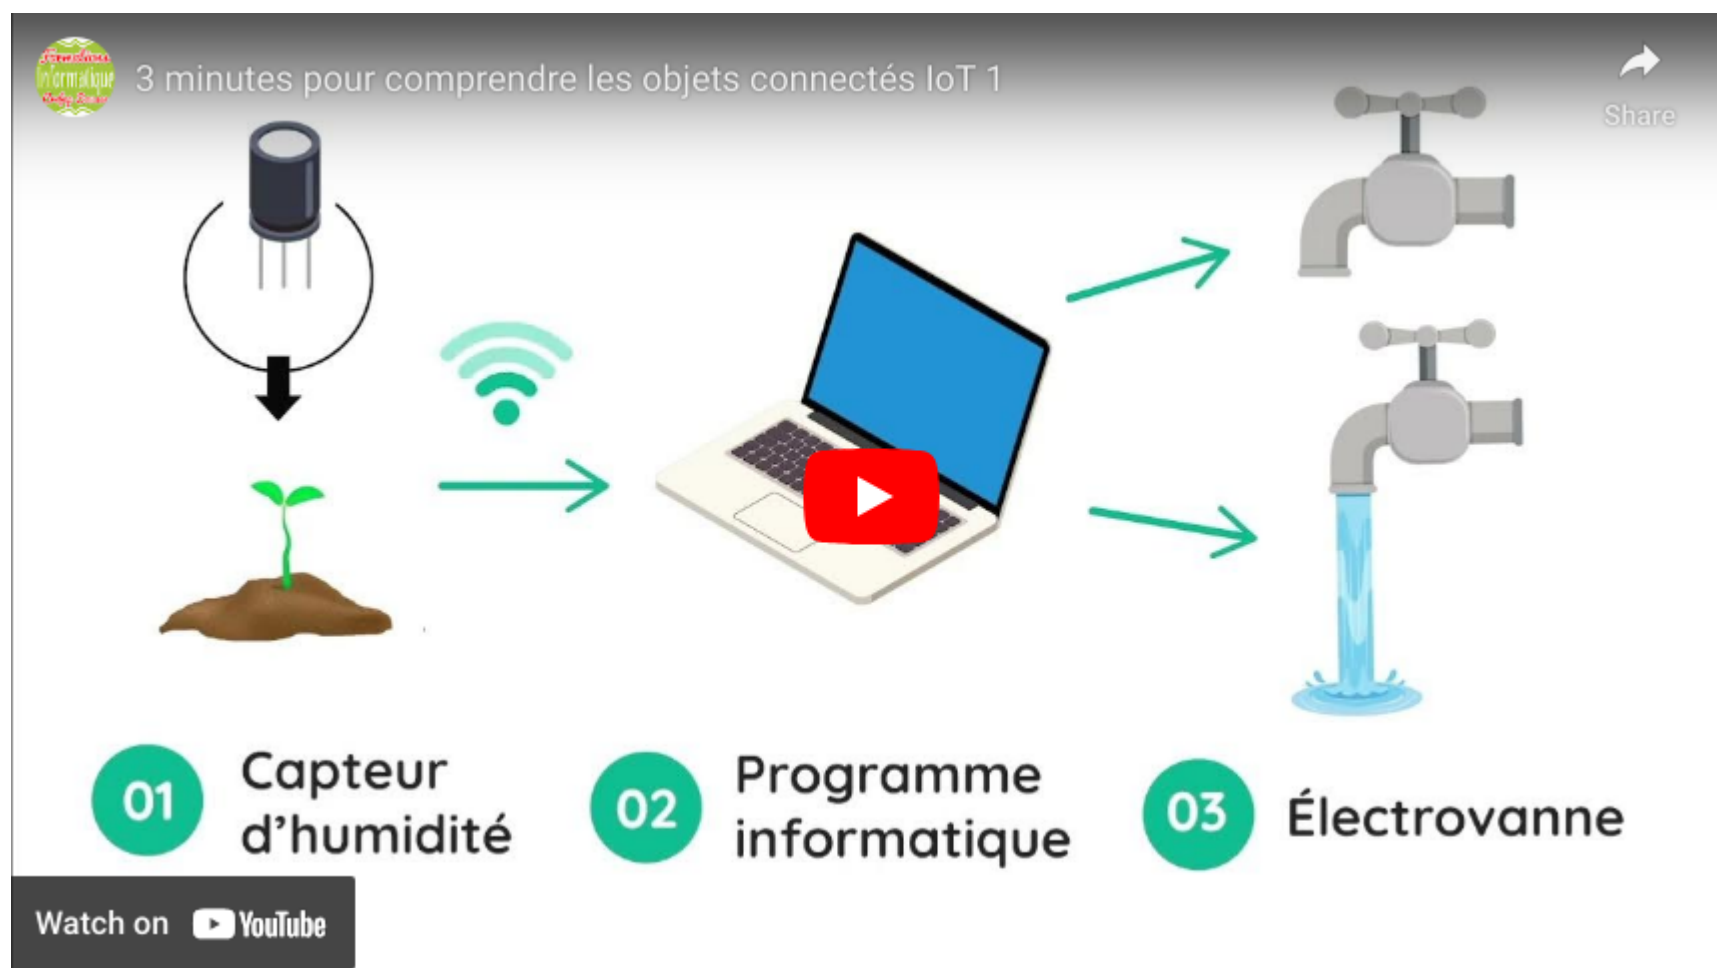 3 minutes pour comprendre les objets connectés IoT 1
Share
01
Capteur
d'humidité
02
Programme
informatique
03
Électrovanne
Watch on YouTube